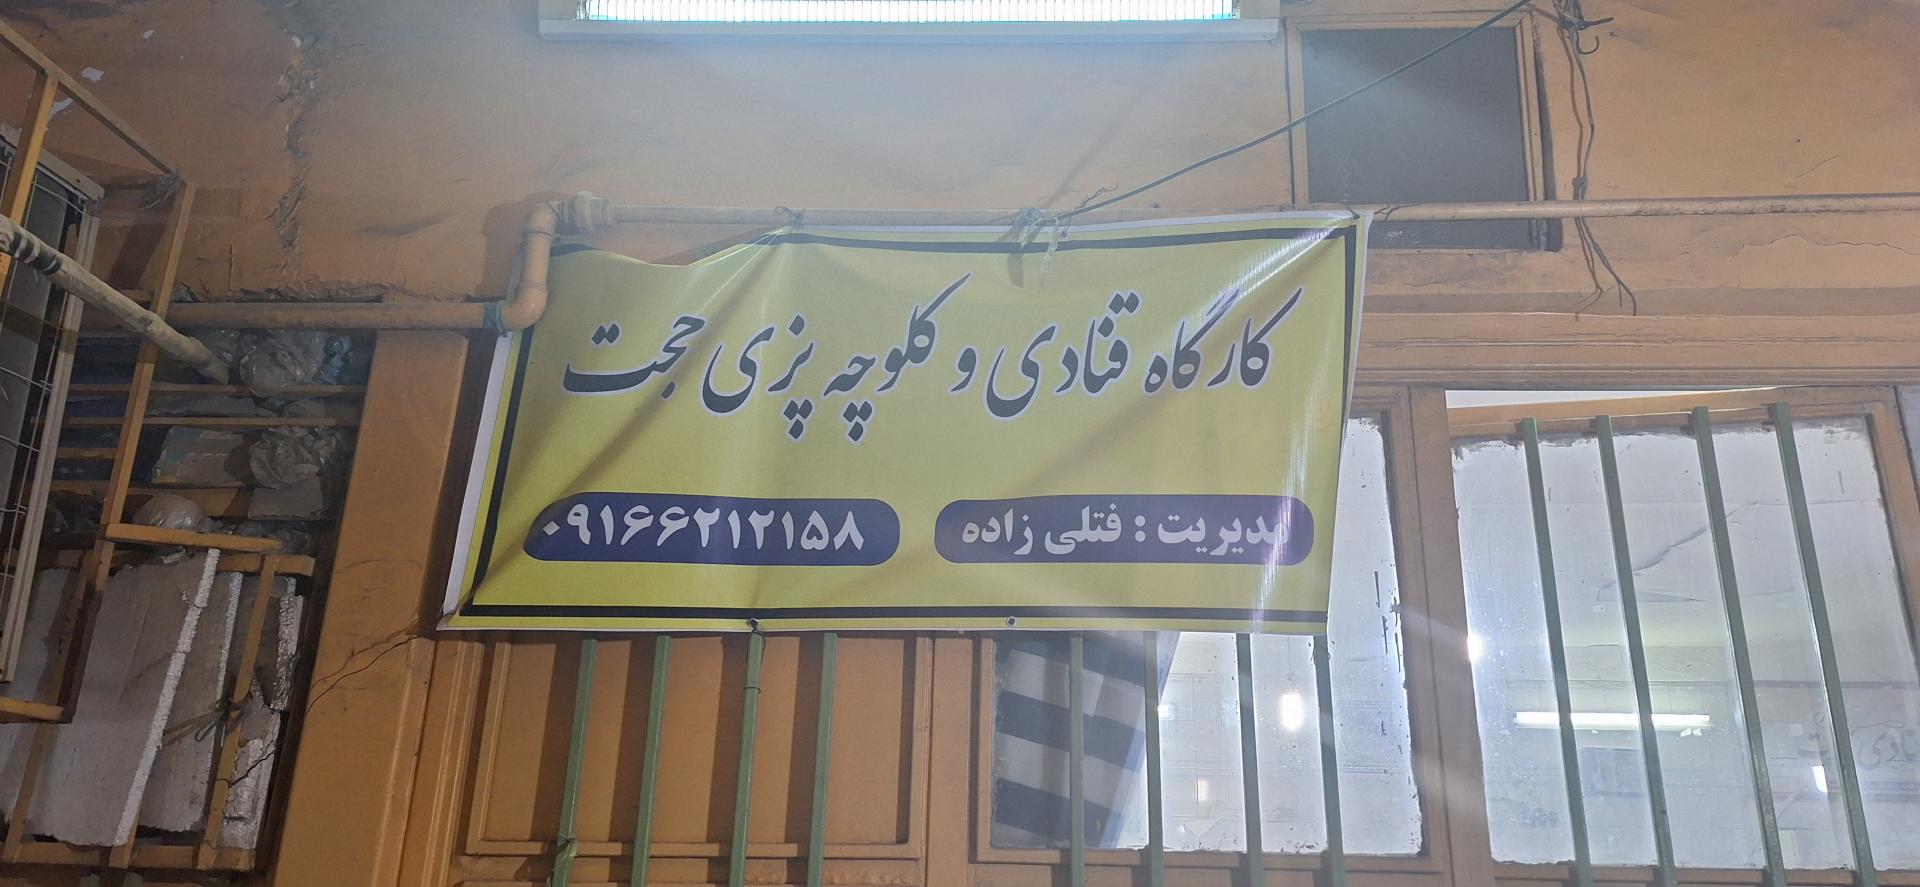 کارگاه قنادی و کلوچه پزی حجت
مدیریت : فتلی زاده
۰۹۱۶۶۲۱۲۱۵۸